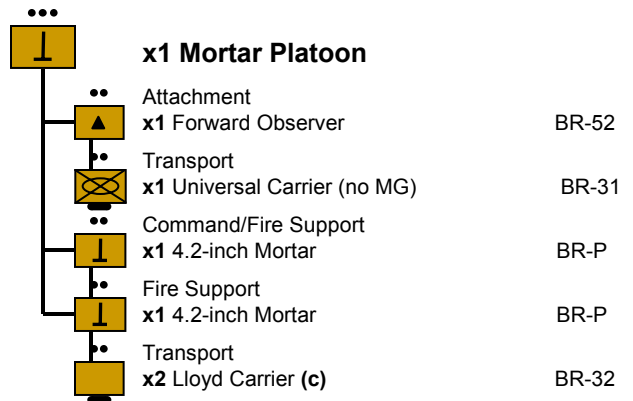 x1 Mortar Platoon
Attachment
x1 Forward Observer BR-52
Transport
x1 Universal Carrier (no MG) BR-31
Command/Fire Support
x1 4.2-inch Mortar BR-P
Fire Support
x1 4.2-inch Mortar BR-P
Transport
x2 Lloyd Carrier (c) BR-32